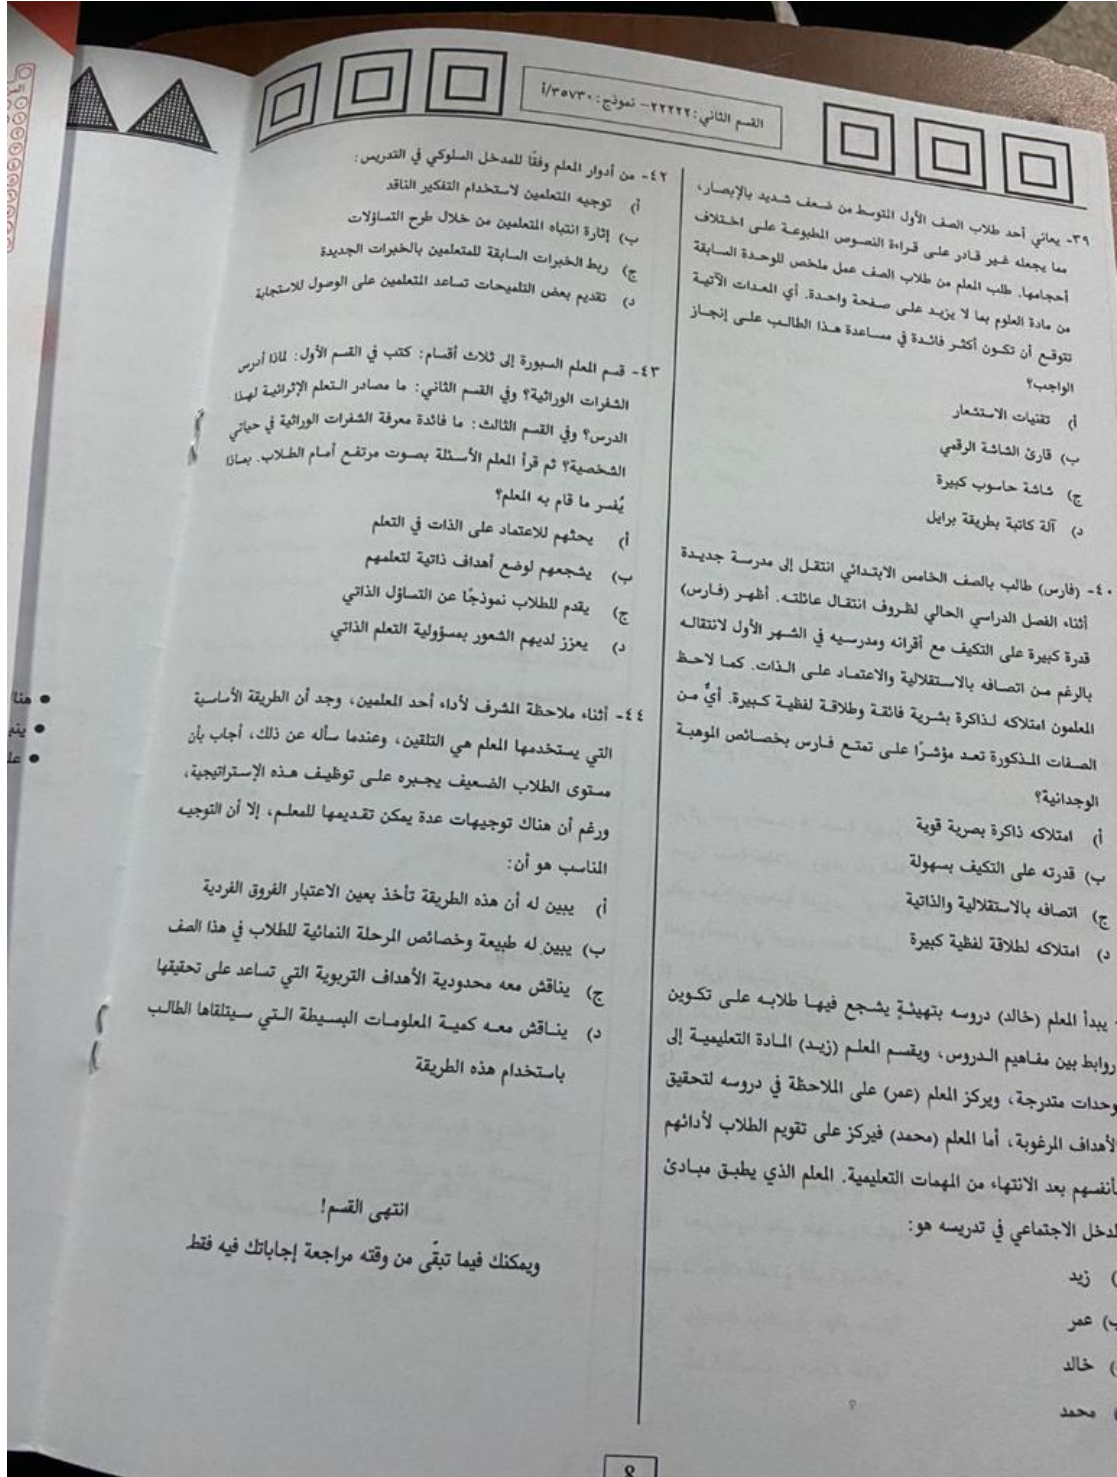 القسم الثاني: ٢٢٢٢٢ – نموذج: ٣٥٧٣٠/أ
٣٩- يعاني أحد طلاب الصف الأول المتوسط من ضعف شديد بالإبصار،
مما يجعله غير قادر على قراءة النصوص المطبوعة على اختلاف
أحجامها. طلب المعلم من طلاب الصف عمل ملخص للوحدة السابقة
من مادة العلوم بما لا يزيد على صفحة واحدة. أي المعدات الآتية
تتوقع أن تكون أكثر فائدة في مساعدة هذا الطالب على إنجاز
الواجب؟
أ) تقنيات الاستشعار
ب) قارئ الشاشة الرقمي
ج) شاشة حاسوب كبيرة
د) آلة كاتبة بطريقة برايل
٤٠- (فارس) طالب بالصف الخامس الابتدائي انتقل إلى مدرسة جديدة
أثناء الفصل الدراسي الحالي لظروف انتقال عائلته. أظهر (فارس)
قدرة كبيرة على التكيف مع أقرانه ومدرسيه في الشهر الأول لانتقاله
بالرغم من اتصافه بالاستقلالية والاعتماد على الذات. كما لاحظ
المعلمون امتلاكه لذاكرة بشرية فائقة وطلاقة لفظية كبيرة. أيٌّ من
الصفات المذكورة تعد مؤشرًا على تمتع فارس بخصائص الموهبة
الوجدانية؟
أ) امتلاكه ذاكرة بصرية قوية
ب) قدرته على التكيف بسهولة
ج) اتصافه بالاستقلالية والذاتية
د) امتلاكه لطلاقة لفظية كبيرة
يبدأ المعلم (خالد) دروسه بتهيئةٍ يشجع فيها طلابه على تكوين
روابط بين مفاهيم الدروس، ويقسم المعلم (زيد) المادة التعليمية إلى
وحدات متدرجة، ويركز المعلم (عمر) على الملاحظة في دروسه لتحقيق
الأهداف المرغوبة، أما المعلم (محمد) فيركز على تقويم الطلاب لأدائهم
بأنفسهم بعد الانتهاء من المهمات التعليمية. المعلم الذي يطبق مبادئ
لدخل الاجتماعي في تدريسه هو:
) زيد
ب) عمر
) خالد
) محمد
٤٢- من أدوار المعلم وفقًا للمدخل السلوكي في التدريس:
أ) توجيه المتعلمين لاستخدام التفكير الناقد
ب) إثارة انتباه المتعلمين من خلال طرح التساؤلات
ج) ربط الخبرات السابقة للمتعلمين بالخبرات الجديدة
د) تقديم بعض التلميحات تساعد المتعلمين على الوصول للاستجابة
٤٣- قسم المعلم السبورة إلى ثلاث أقسام: كتب في القسم الأول: لماذا أدرس
الشفرات الوراثية؟ وفي القسم الثاني: ما مصادر التعلم الإثرائية لهذا
الدرس؟ وفي القسم الثالث: ما فائدة معرفة الشفرات الوراثية في حياتي
الشخصية؟ ثم قرأ المعلم الأسئلة بصوت مرتفع أمام الطلاب. بماذا
يُفسر ما قام به المعلم؟
أ) يحثهم للاعتماد على الذات في التعلم
ب) يشجعهم لوضع أهداف ذاتية لتعلمهم
ج) يقدم للطلاب نموذجًا عن التساؤل الذاتي
د) يعزز لديهم الشعور بمسؤولية التعلم الذاتي
٤٤- أثناء ملاحظة المشرف لأداء أحد المعلمين، وجد أن الطريقة الأساسية
التي يستخدمها المعلم هي التلقين، وعندما سأله عن ذلك، أجاب بأن
مستوى الطلاب الضعيف يجبره على توظيف هذه الإستراتيجية،
ورغم أن هناك توجيهات عدة يمكن تقديمها للمعلم، إلا أن التوجيه
المناسب هو أن:
أ) يبين له أن هذه الطريقة تأخذ بعين الاعتبار الفروق الفردية
ب) يبين له طبيعة وخصائص المرحلة النمائية للطلاب في هذا الصف
ج) يناقش معه محدودية الأهداف التربوية التي تساعد على تحقيقها
د) يناقش معه كمية المعلومات البسيطة التي سيتلقاها الطالب
باستخدام هذه الطريقة
انتهى القسم!
ويمكنك فيما تبقّى من وقته مراجعة إجاباتك فيه فقط
8